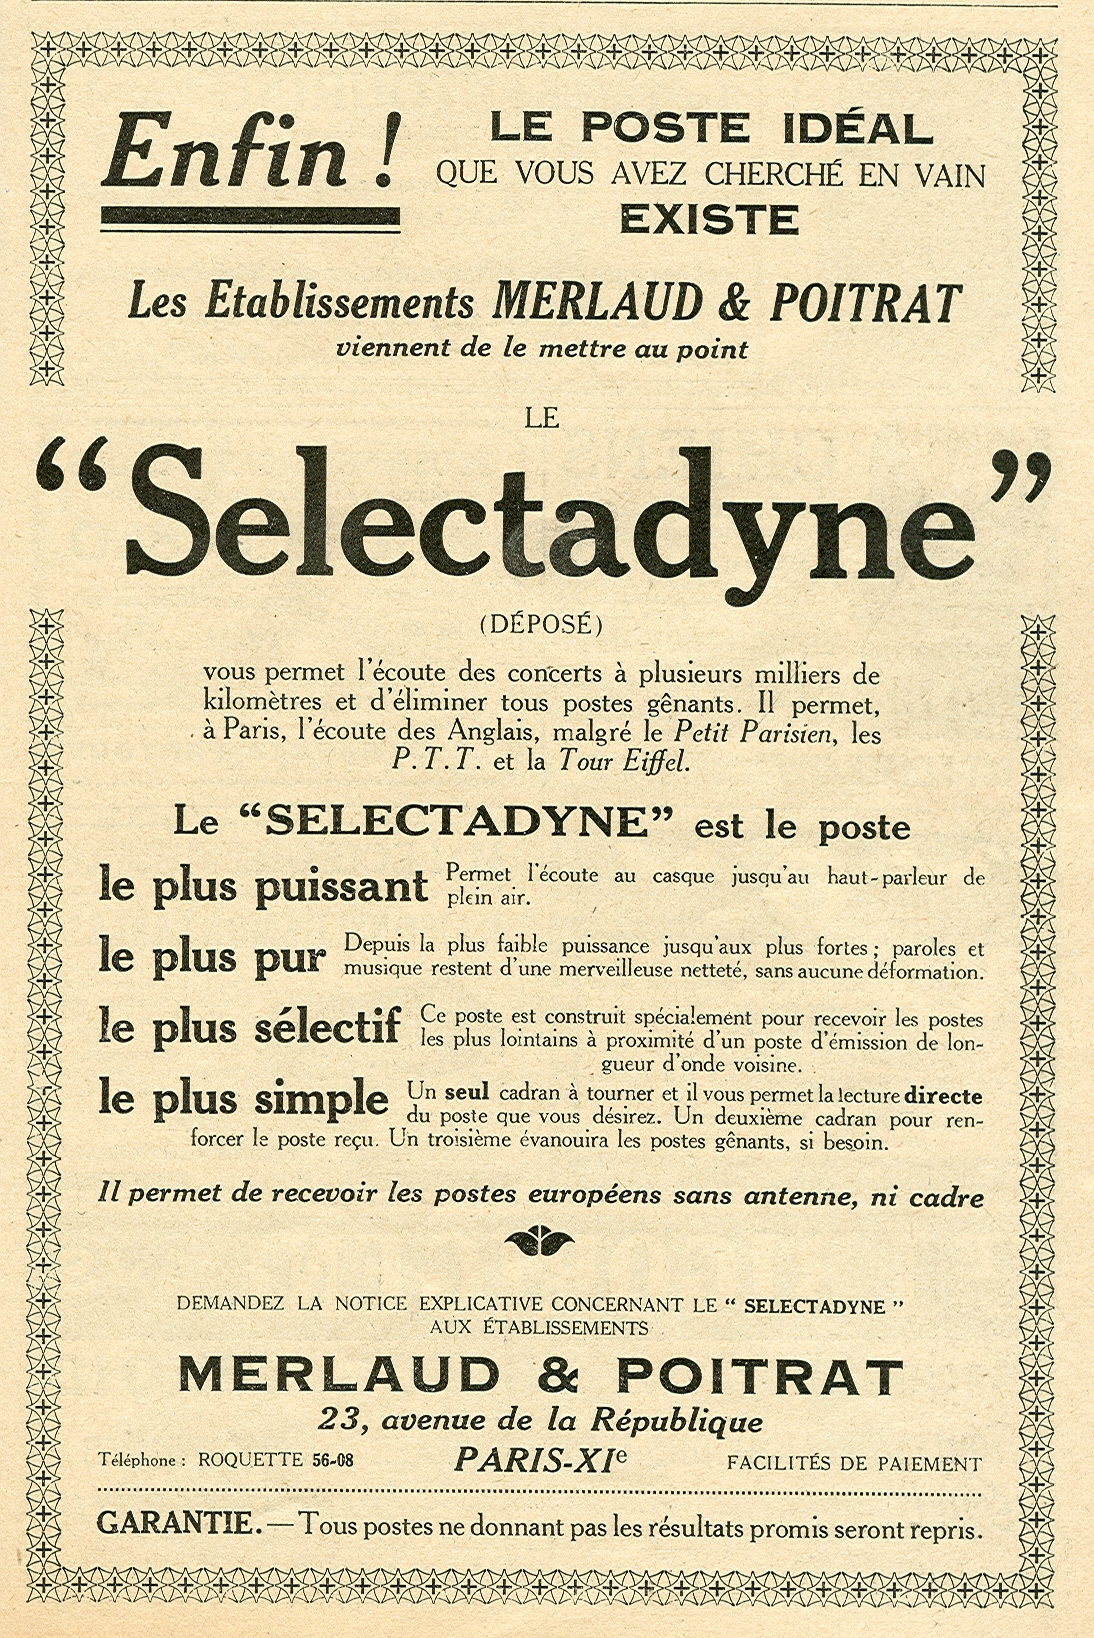 Enfin !
LE POSTE IDÉAL
QUE VOUS AVEZ CHERCHÉ EN VAIN
EXISTE
Les Etablissements MERLAUD & POITRAT
viennent de le mettre au point
LE
“Selectadyne”
(DÉPOSÉ)
vous permet l'écoute des concerts à plusieurs milliers de
kilomètres et d'éliminer tous postes gênants. Il permet,
à Paris, l'écoute des Anglais, malgré le Petit Parisien, les
P.T.T. et la Tour Eiffel.
Le “SELECTADYNE” est le poste
le plus puissant Permet l'écoute au casque jusqu'au haut-parleur de
plein air.
le plus pur Depuis la plus faible puissance jusqu'aux plus fortes ; paroles et
musique restent d'une merveilleuse netteté, sans aucune déformation.
le plus sélectif Ce poste est construit spécialement pour recevoir les postes
les plus lointains à proximité d'un poste d'émission de lon-
gueur d'onde voisine.
le plus simple Un seul cadran à tourner et il vous permet la lecture directe
du poste que vous désirez. Un deuxième cadran pour ren-
forcer le poste reçu. Un troisième évanouira les postes gênants, si besoin.
Il permet de recevoir les postes européens sans antenne, ni cadre
DEMANDEZ LA NOTICE EXPLICATIVE CONCERNANT LE “ SELECTADYNE ”
AUX ÉTABLISSEMENTS
MERLAUD & POITRAT
23, avenue de la République
Téléphone : ROQUETTE 56-08 PARIS-XIe FACILITÉS DE PAIEMENT
GARANTIE. — Tous postes ne donnant pas les résultats promis seront repris.